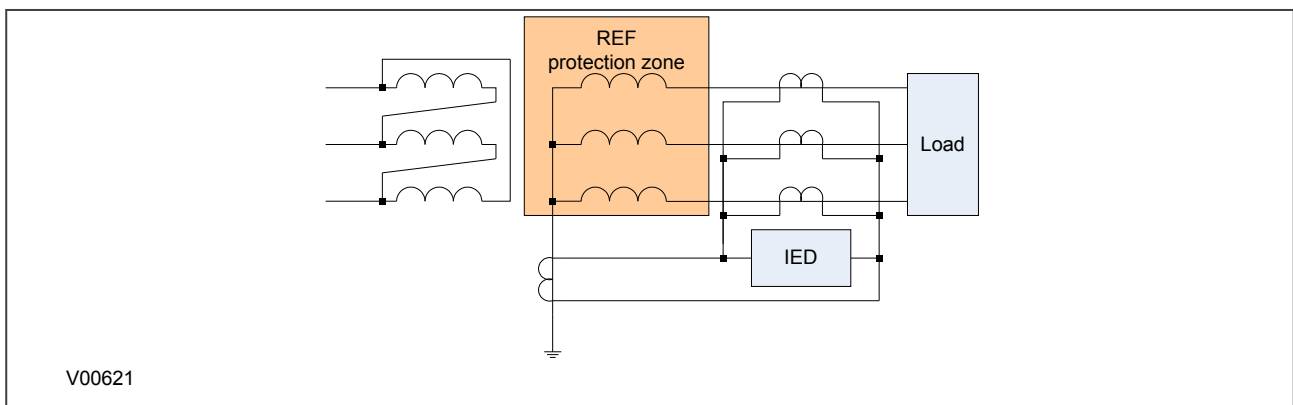 REF
protection zone
Load
IED
V00621